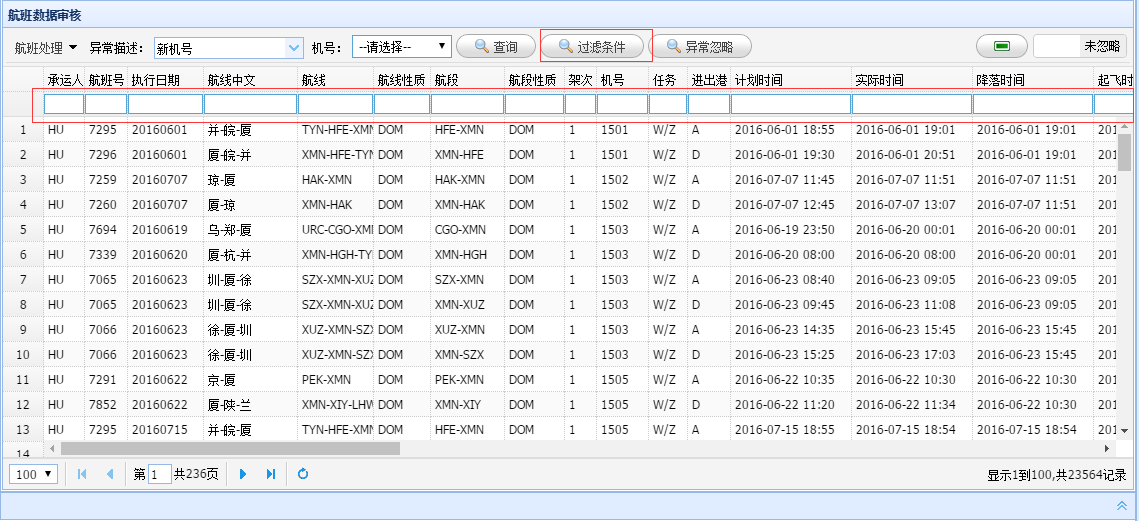 航班数据审核
航班处理 异常描述: 新机号 机号: --请选择-- 查询 过滤条件 异常忽略 未忽略
承运人 航班号 执行日期 航线中文 航线 航线性质 航段 航段性质 架次 机号 任务 进出港 计划时间 实际时间 降落时间 起飞时
1 HU 7295 20160601 并-皖-厦 TYN-HFE-XMN DOM HFE-XMN DOM 1 1501 W/Z A 2016-06-01 18:55 2016-06-01 19:01 2016-06-01 19:01 201
2 HU 7296 20160601 厦-皖-并 XMN-HFE-TYN DOM XMN-HFE DOM 1 1501 W/Z D 2016-06-01 19:30 2016-06-01 20:51 2016-06-01 19:01 201
3 HU 7259 20160707 琼-厦 HAK-XMN DOM HAK-XMN DOM 1 1502 W/Z A 2016-07-07 11:45 2016-07-07 11:51 2016-07-07 11:51 201
4 HU 7260 20160707 厦-琼 XMN-HAK DOM XMN-HAK DOM 1 1502 W/Z D 2016-07-07 12:45 2016-07-07 13:07 2016-07-07 11:51 201
5 HU 7694 20160619 乌-郑-厦 URC-CGO-XMN DOM CGO-XMN DOM 1 1503 W/Z A 2016-06-19 23:50 2016-06-20 00:01 2016-06-20 00:01 201
6 HU 7339 20160620 厦-杭-并 XMN-HGH-TY DOM XMN-HGH DOM 1 1503 W/Z D 2016-06-20 08:00 2016-06-20 08:00 2016-06-20 00:01 201
7 HU 7065 20160623 圳-厦-徐 SZX-XMN-XUZ DOM SZX-XMN DOM 1 1503 W/Z A 2016-06-23 08:40 2016-06-23 09:05 2016-06-23 09:05 201
8 HU 7065 20160623 圳-厦-徐 SZX-XMN-XUZ DOM XMN-XUZ DOM 1 1503 W/Z D 2016-06-23 09:45 2016-06-23 11:08 2016-06-23 09:05 201
9 HU 7066 20160623 徐-厦-圳 XUZ-XMN-SZX DOM XUZ-XMN DOM 1 1503 W/Z A 2016-06-23 14:35 2016-06-23 15:45 2016-06-23 15:45 201
10 HU 7066 20160623 徐-厦-圳 XUZ-XMN-SZX DOM XMN-SZX DOM 1 1503 W/Z D 2016-06-23 15:25 2016-06-23 17:03 2016-06-23 15:45 201
11 HU 7291 20160622 京-厦 PEK-XMN DOM PEK-XMN DOM 1 1505 W/Z A 2016-06-22 10:35 2016-06-22 10:30 2016-06-22 10:30 201
12 HU 7852 20160622 厦-陕-兰 XMN-XIY-LHW DOM XMN-XIY DOM 1 1505 W/Z D 2016-06-22 11:20 2016-06-22 11:34 2016-06-22 10:30 201
13 HU 7295 20160715 并-皖-厦 TYN-HFE-XMN DOM HFE-XMN DOM 1 1505 W/Z A 2016-07-15 18:55 2016-07-15 18:54 2016-07-15 18:54 201
14
100 第 1 共236页 显示1到100,共23564记录